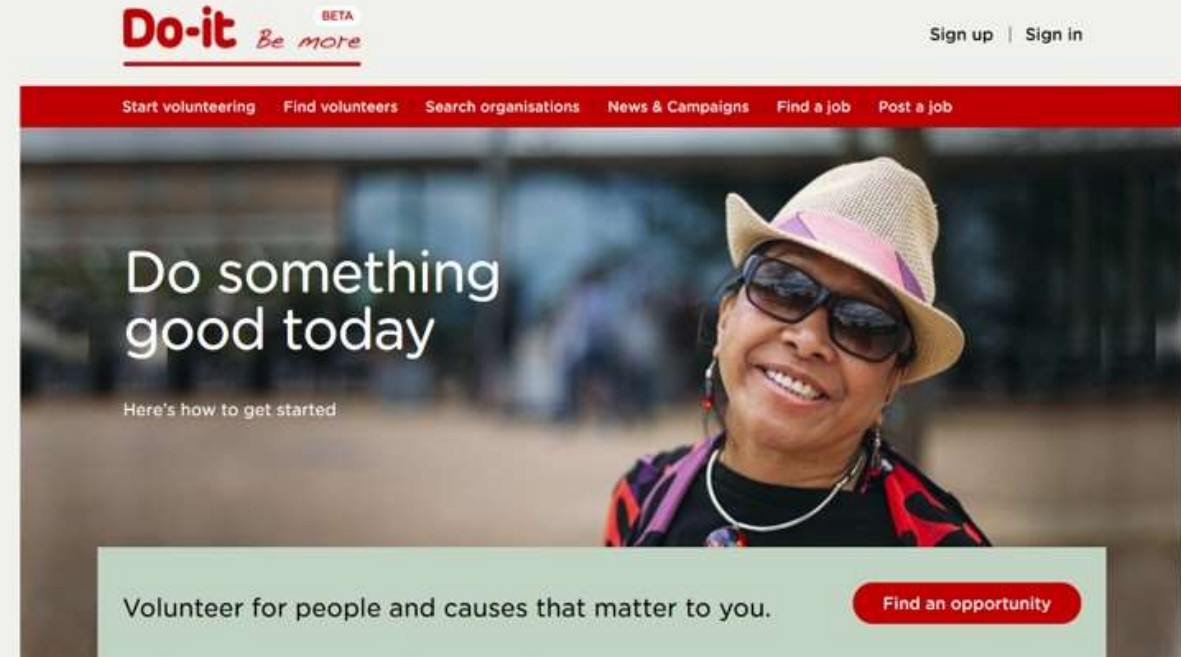 BETA
Do-it Be more
Sign up | Sign in
Start volunteering Find volunteers Search organisations News & Campaigns Find a job Post a job
Do something
good today
Here's how to get started
Volunteer for people and causes that matter to you.
Find an opportunity